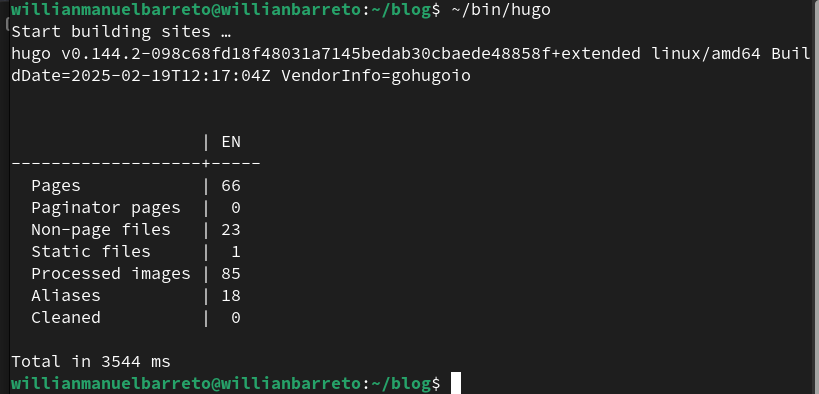 willianmanuelbarreto@willianbarreto:~/blog$ ~/bin/hugo
Start building sites …
hugo v0.144.2-098c68fd18f48031a7145bedab30cbaede48858f+extended linux/amd64 Buil
dDate=2025-02-19T12:17:04Z VendorInfo=gohugoio
                   | EN
-------------------+-----
  Pages            | 66
  Paginator pages  |  0
  Non-page files   | 23
  Static files     |  1
  Processed images | 85
  Aliases          | 18
  Cleaned          |  0
Total in 3544 ms
willianmanuelbarreto@willianbarreto:~/blog$